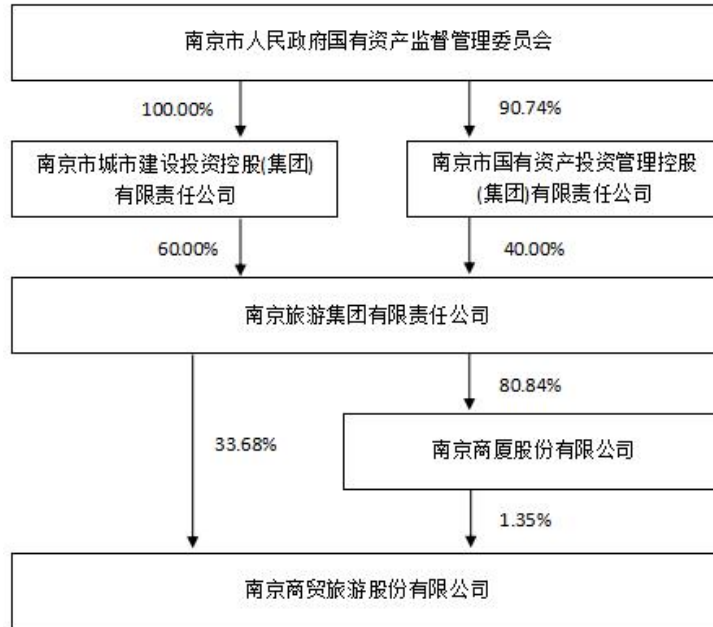 南京市人民政府国有资产监督管理委员会
100.00%
90.74%
南京市城市建设投资控股(集团)
有限责任公司
南京市国有资产投资管理控股
(集团)有限责任公司
60.00%
40.00%
南京旅游集团有限责任公司
80.84%
33.68%
南京商厦股份有限公司
1.35%
南京商贸旅游股份有限公司